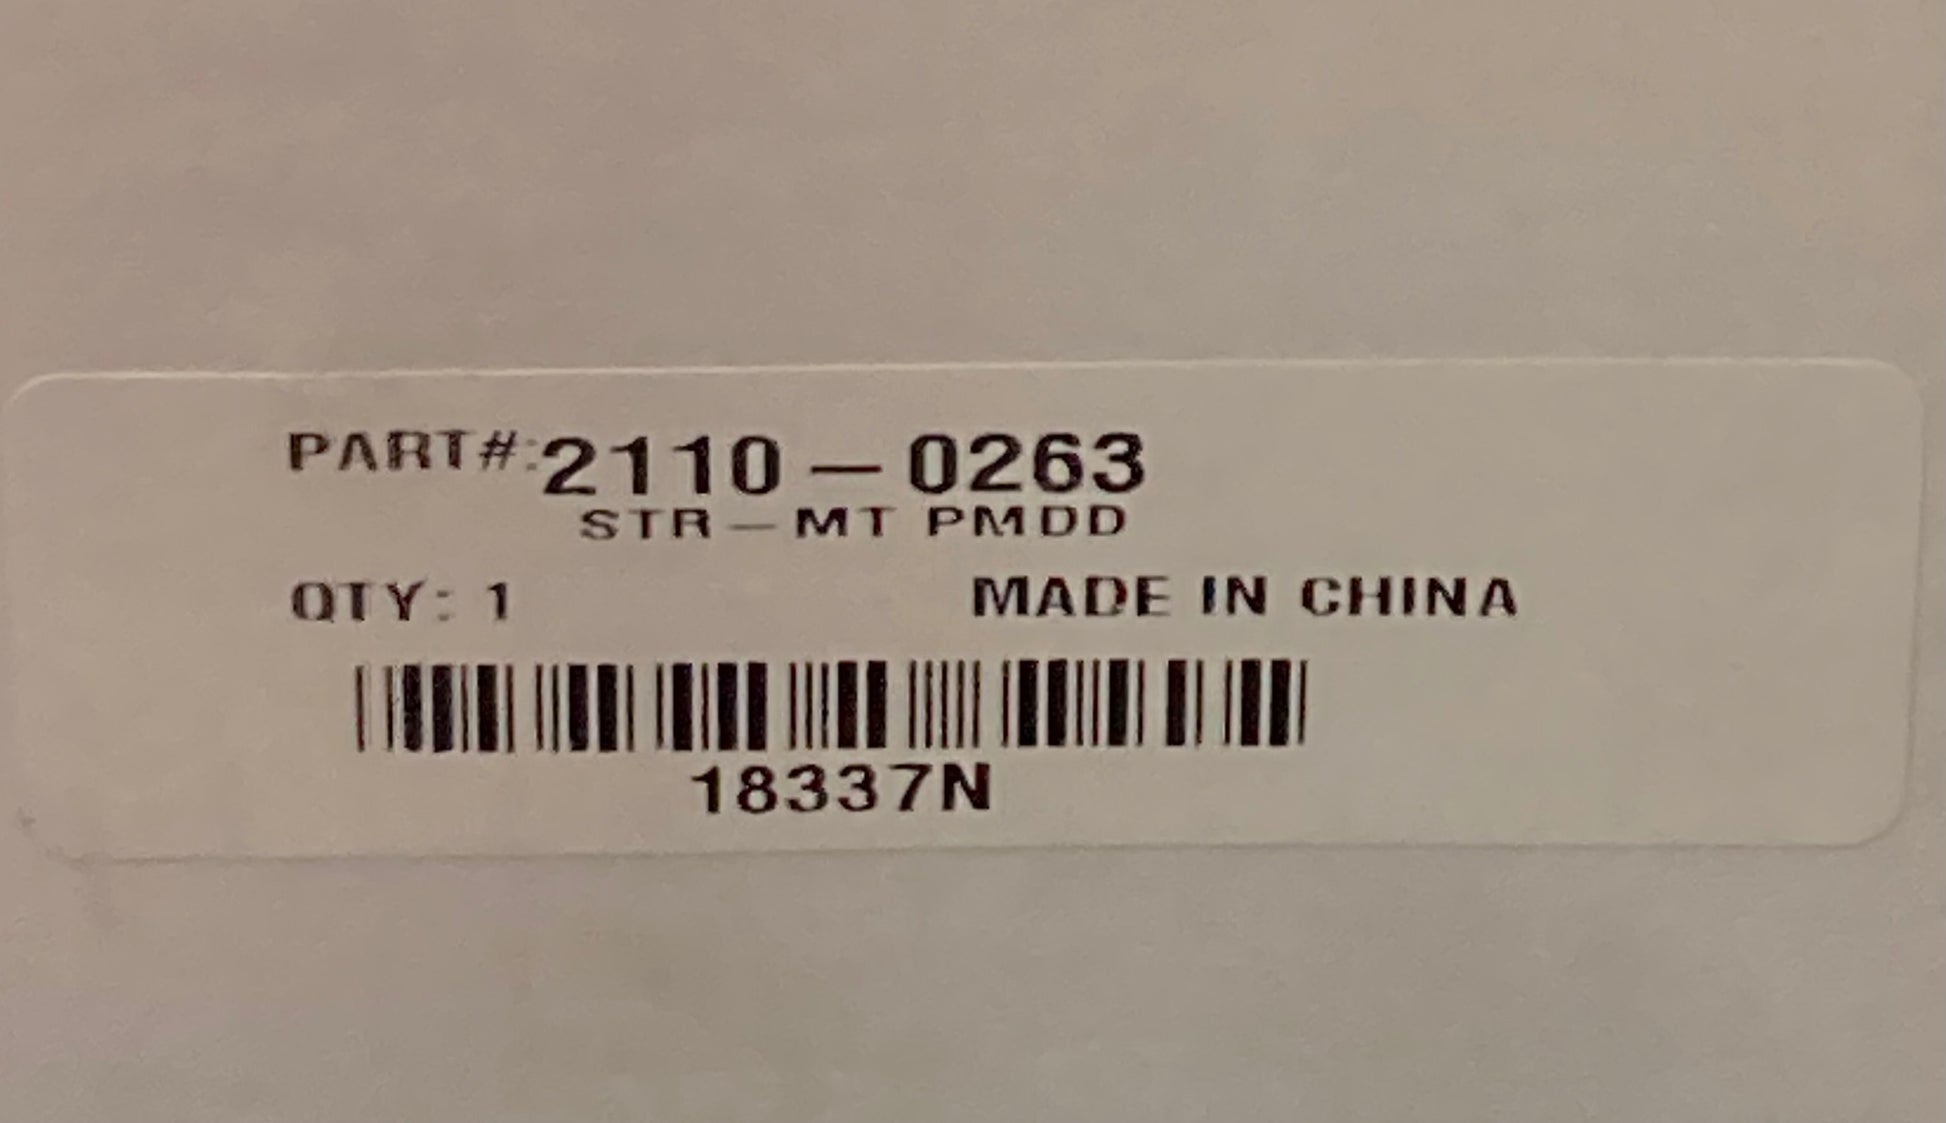 PART#:2110-0263
STR-MT PMDD
QTY: 1 MADE IN CHINA
18337N